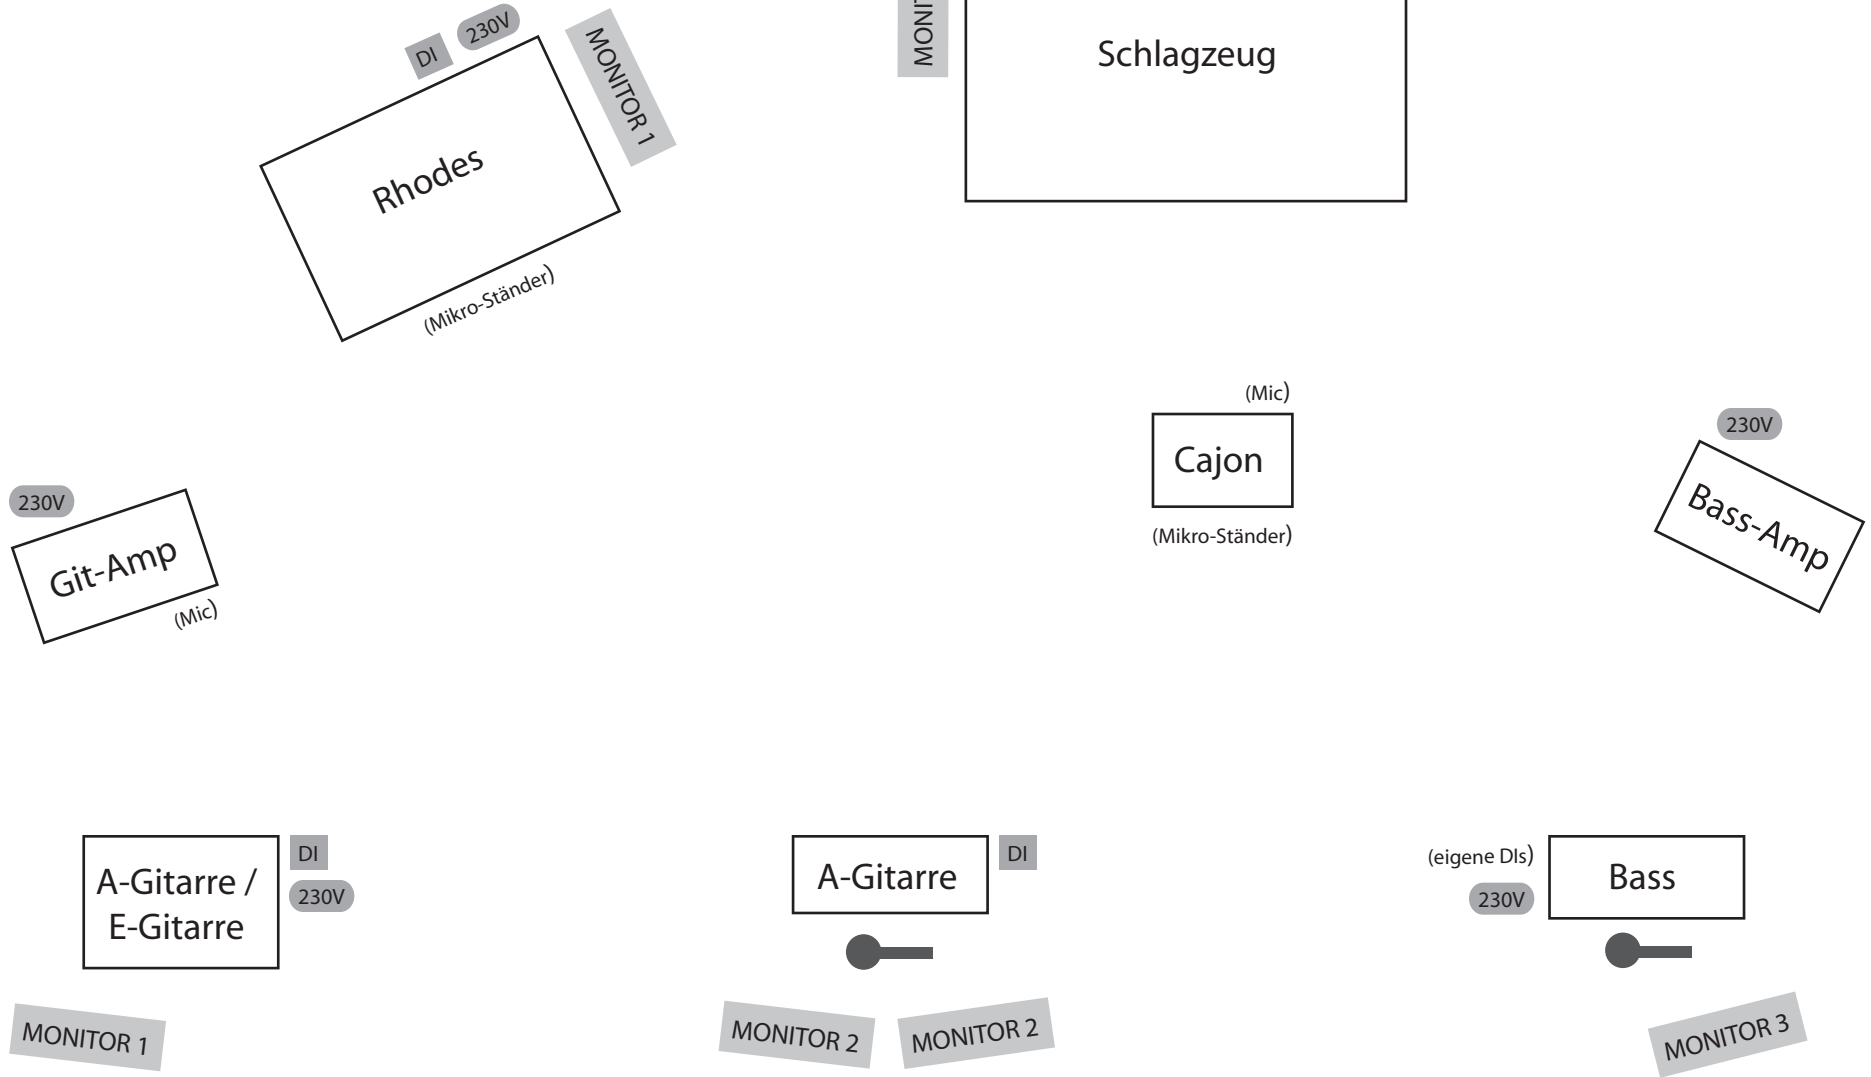 DI
230V
MONITOR 1
Rhodes
(Mikro-Ständer)
MONIT
Schlagzeug
(Mic)
Cajon
(Mikro-Ständer)
230V
Bass-Amp
230V
Git-Amp
(Mic)
A-Gitarre /
E-Gitarre
DI
230V
MONITOR 1
A-Gitarre
DI
MONITOR 2
MONITOR 2
(eigene DIs)
230V
Bass
MONITOR 3